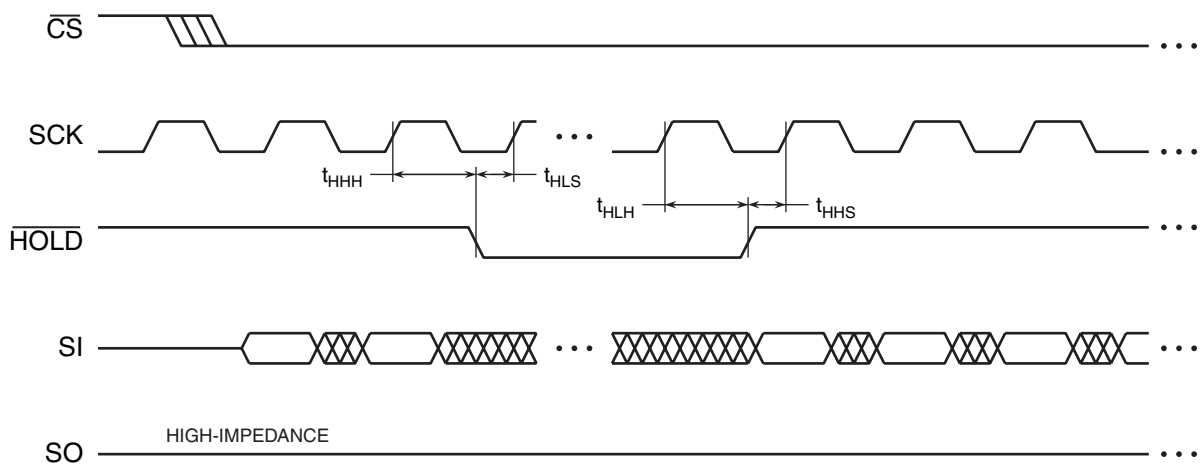 CS
SCK
tHHH
tHLS
tHLH
tHHS
HOLD
SI
HIGH-IMPEDANCE
SO